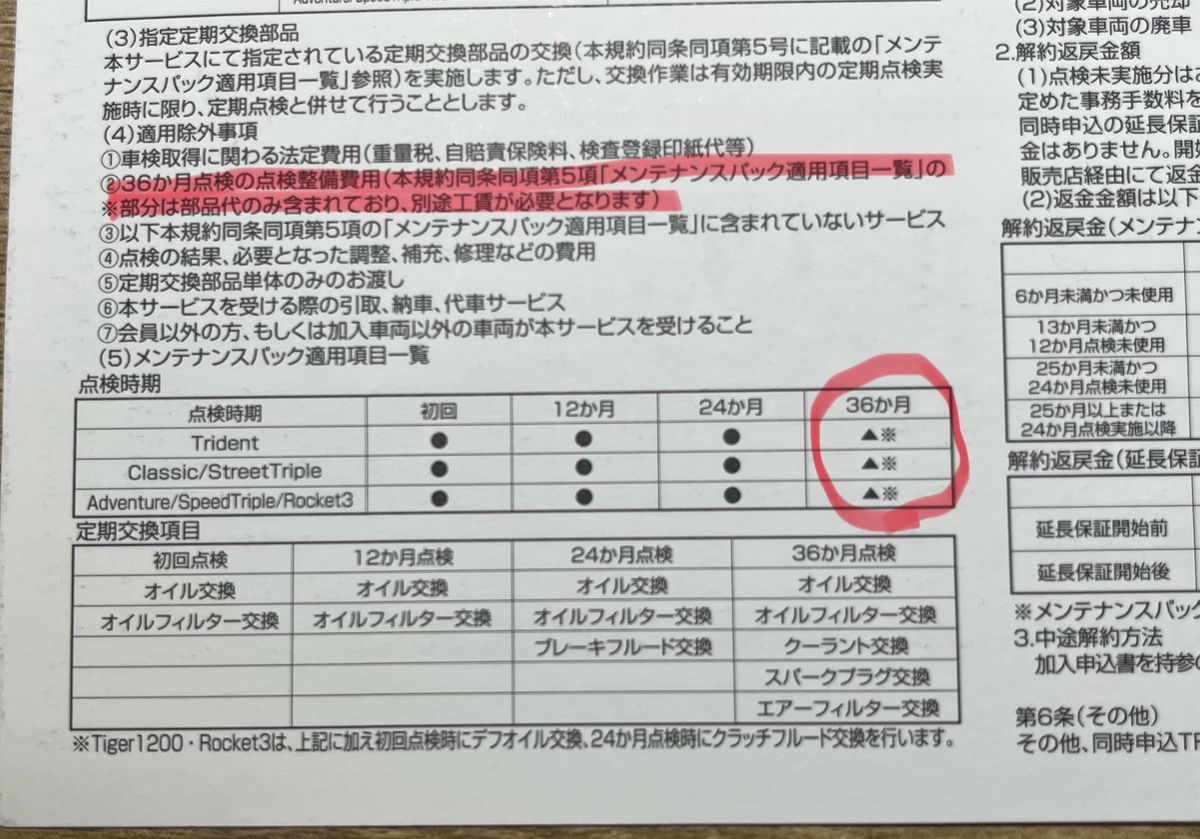 (3)指定定期交換部品
本サービスにて指定されている定期交換部品の交換(本規約同条同項第5号に記載の「メンテ
ナンスパック適用項目一覧」参照)を実施します。ただし、交換作業は有効期限内の定期点検実
施時に限り、定期点検と併せて行うこととします。
(4)適用除外事項
①車検取得に関わる法定費用(重量税、自賠責保険料、検査登録印紙代等)
②36か月点検の点検整備費用(本規約同条同項第5項「メンテナンスパック適用項目一覧」の
※部分は部品代のみ含まれており、別途工賃が必要となります)
③以下本規約同条同項第5項の「メンテナンスパック適用項目一覧」に含まれていないサービス
④点検の結果、必要となった調整、補充、修理などの費用
⑤定期交換部品単体のみのお渡し
⑥本サービスを受ける際の引取、納車、代車サービス
⑦会員以外の方、もしくは加入車両以外の車両が本サービスを受けること
(5)メンテナンスパック適用項目一覧
点検時期
点検時期 初回 12か月 24か月 36か月
Trident ● ● ● ▲※
Classic/StreetTriple ● ● ● ▲※
Adventure/SpeedTriple/Rocket3 ● ● ● ▲※
定期交換項目
初回点検 12か月点検 24か月点検 36か月点検
オイル交換 オイル交換 オイル交換 オイル交換
オイルフィルター交換 オイルフィルター交換 オイルフィルター交換 オイルフィルター交換
ブレーキフルード交換 クーラント交換
スパークプラグ交換
エアーフィルター交換
※Tiger1200・Rocket3は、上記に加え初回点検時にデフオイル交換、24か月点検時にクラッチフルード交換を行います。
(2)対象車両の売却
(3)対象車両の廃車
2.解約返戻金額
(1)点検未実施分は
定めた事務手数料を
同時申込の延長保証
金はありません。開始
販売店経由にて返金
(2)返金金額は以下
解約返戻金(メンテナン
6か月未満かつ未使用
13か月未満かつ
12か月点検未使用
25か月未満かつ
24か月点検未使用
25か月以上または
24か月点検実施以降
解約返戻金(延長保証
延長保証開始前
延長保証開始後
※メンテナンスパック
3.中途解約方法
加入申込書を持参の
第6条(その他)
その他、同時申込TR